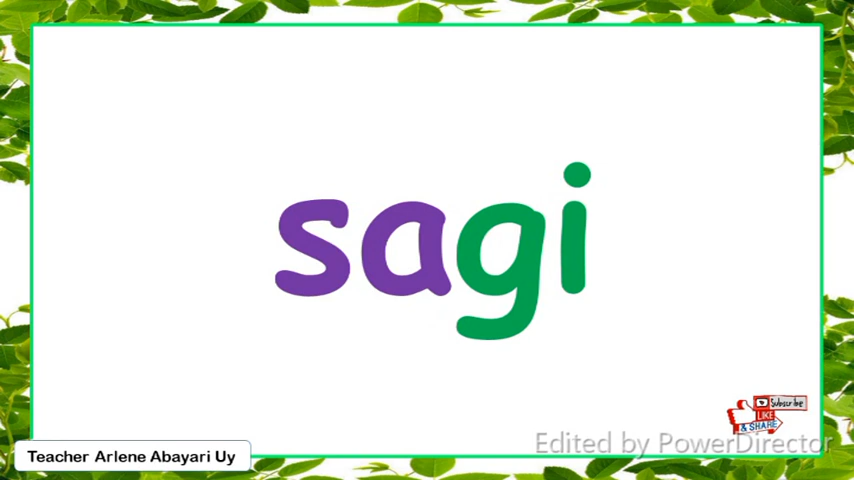 sagi
Subscribe
LIKE
& SHARE
Edited by PowerDirector
Teacher Arlene Abayari Uy